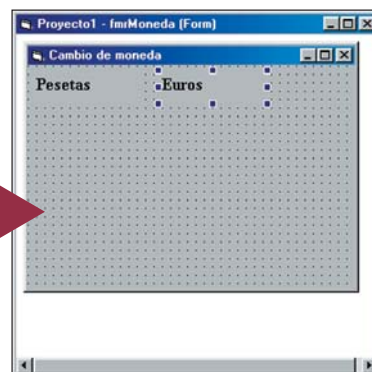 Proyecto1 - fmrMoneda (Form)
Cambio de moneda
Pesetas Euros